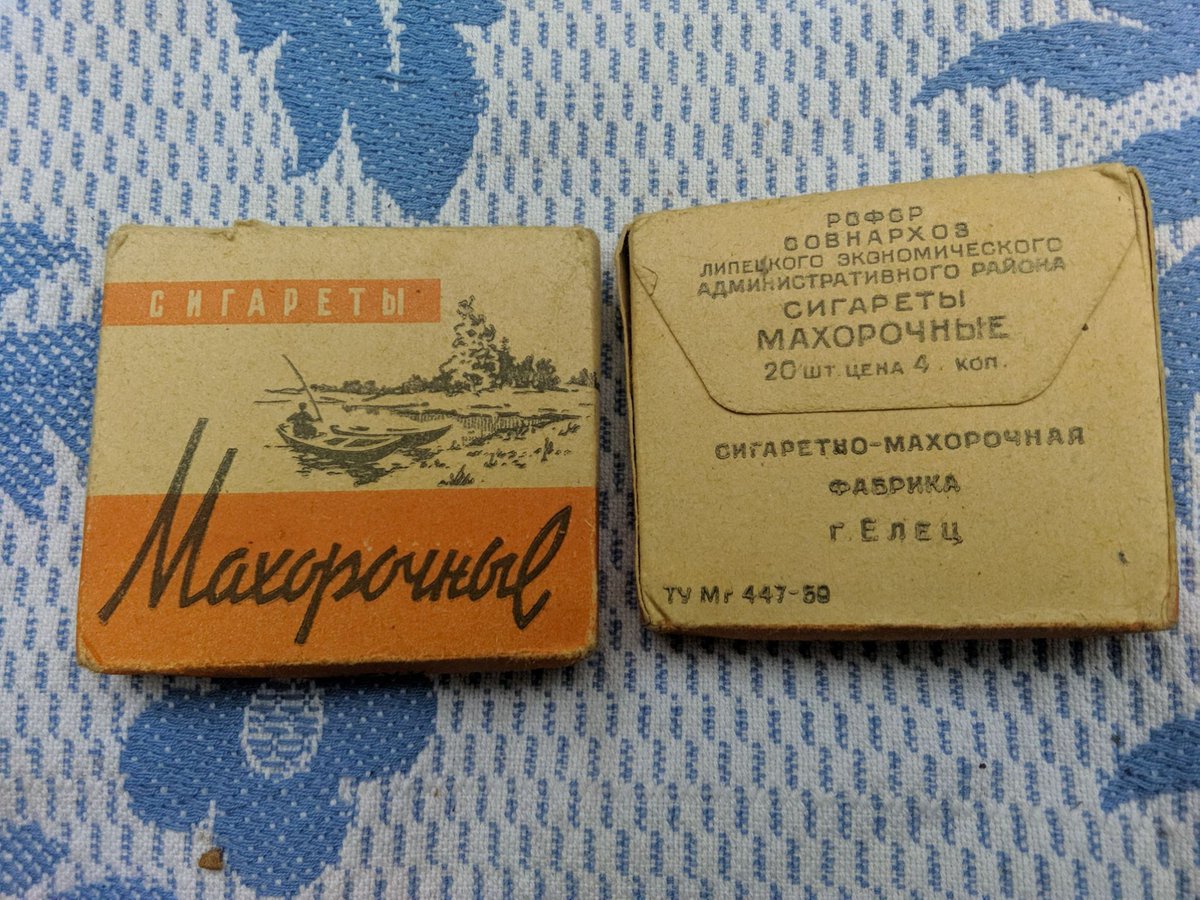 СИГАРЕТЫ
Махорочные
РСФСР
СОВНАРХОЗ
ЛИПЕЦКОГО ЭКОНОМИЧЕСКОГО
АДМИНИСТРАТИВНОГО РАЙОНА
СИГАРЕТЫ
МАХОРОЧНЫЕ
20 ШТ. ЦЕНА 4 КОП.
СИГАРЕТНО-МАХОРОЧНАЯ
ФАБРИКА
г. ЕЛЕЦ
ТУ Мг 447-59